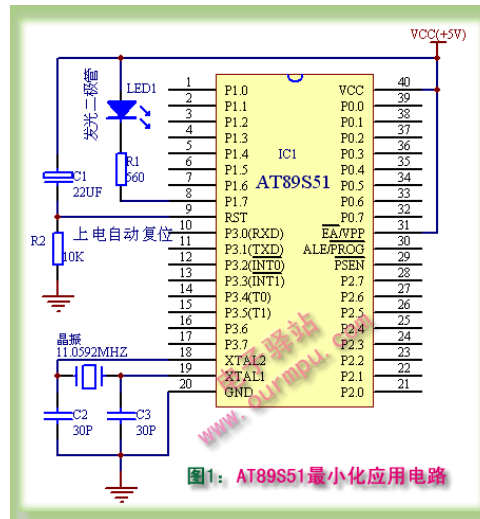 VCC(+5V)
发光二极管
LED1
R1
560
C1
22UF
R2
10K
上电自动复位
晶振
11.0592MHZ
C2
30P
C3
30P
IC1
AT89S51
1 P1.0
2 P1.1
3 P1.2
4 P1.3
5 P1.4
6 P1.5
7 P1.6
8 P1.7
9 RST
10 P3.0(RXD)
11 P3.1(TXD)
12 P3.2(INT0)
13 P3.3(INT1)
14 P3.4(T0)
15 P3.5(T1)
16 P3.6
17 P3.7
18 XTAL2
19 XTAL1
20 GND
VCC 40
P0.0 39
P0.1 38
P0.2 37
P0.3 36
P0.4 35
P0.5 34
P0.6 33
P0.7 32
EA/VPP 31
ALE/PROG 30
PSEN 29
P2.7 28
P2.6 27
P2.5 26
P2.4 25
P2.3 24
P2.2 23
P2.1 22
P2.0 21
电子驿站
www.ourmpu.com
图1：AT89S51最小化应用电路